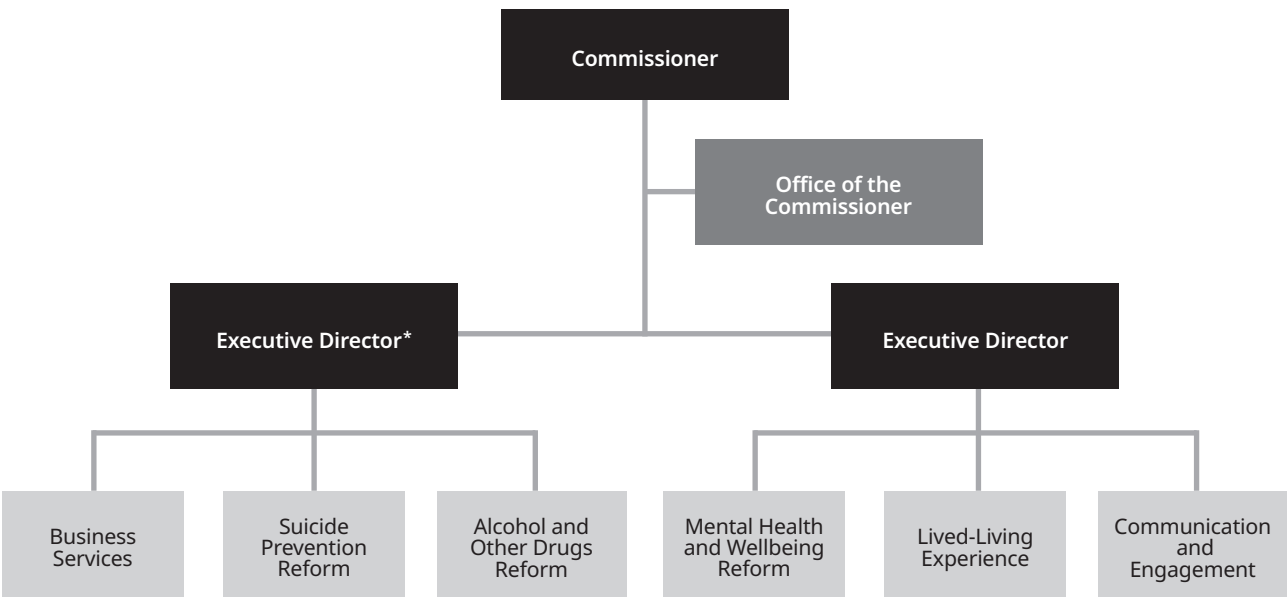 Commissioner
Office of the
Commissioner
Executive Director*
Executive Director
Business
Services
Suicide
Prevention
Reform
Alcohol and
Other Drugs
Reform
Mental Health
and Wellbeing
Reform
Lived-Living
Experience
Communication
and
Engagement